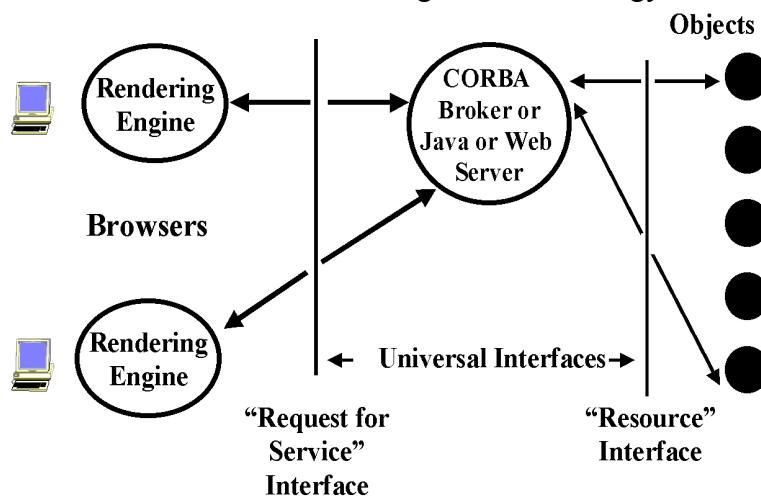 Objects
Rendering
Engine
CORBA
Broker or
Java or Web
Server
Browsers
Rendering
Engine
Universal Interfaces
“Request for
Service”
Interface
“Resource”
Interface